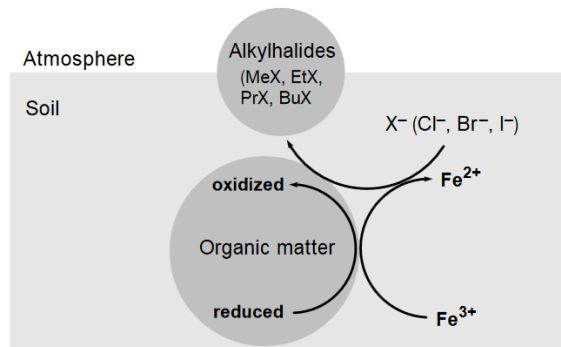 Atmosphere
Alkylhalides
(MeX, EtX,
PrX, BuX
Soil
X⁻ (Cl⁻, Br⁻, I⁻)
oxidized
Fe²⁺
Organic matter
reduced
Fe³⁺